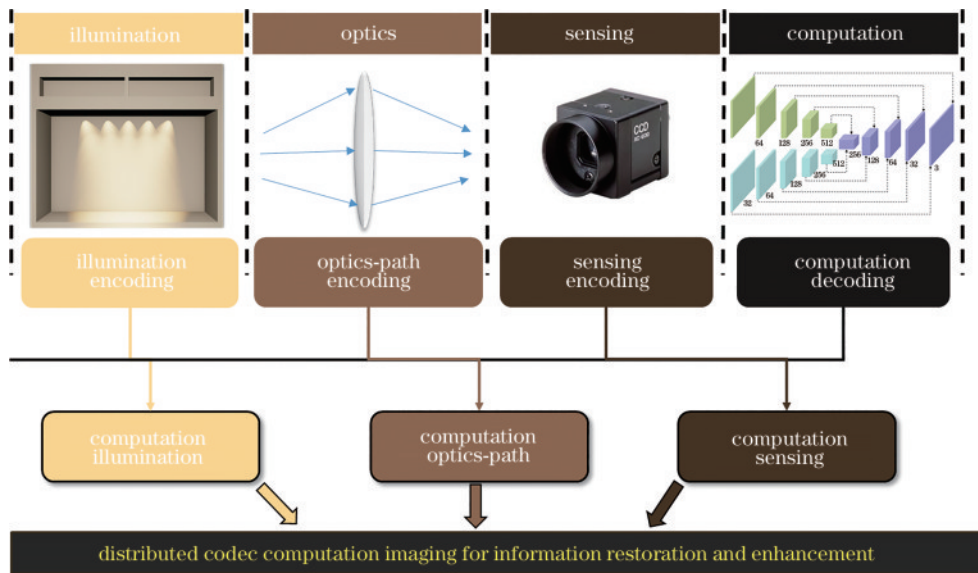 illumination
optics
sensing
computation
CCD
64
128
256
512
256
128
64
32
3
512
256
128
64
32
illumination
encoding
optics-path
encoding
sensing
encoding
computation
decoding
computation
illumination
computation
optics-path
computation
sensing
distributed codec computation imaging for information restoration and enhancement